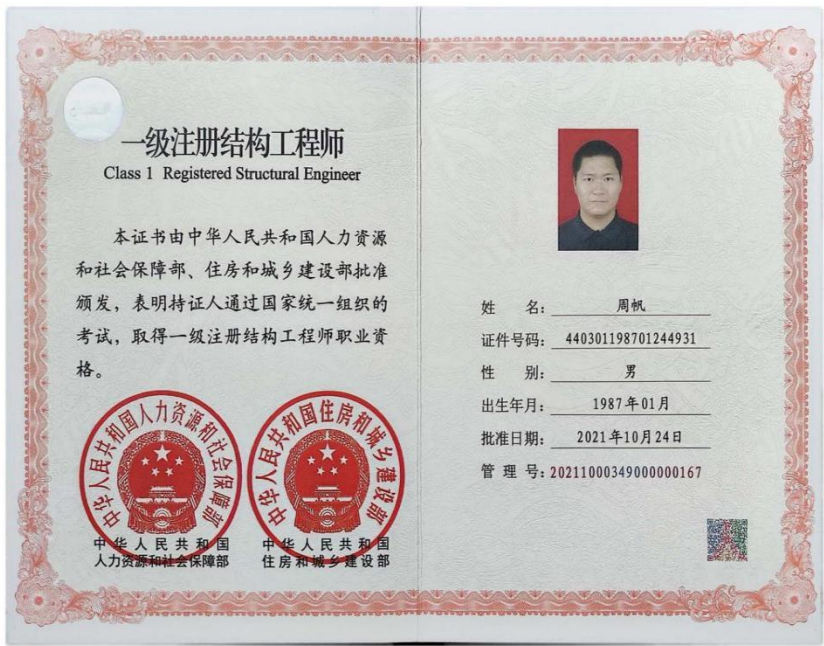 一级注册结构工程师
Class 1 Registered Structural Engineer
本证书由中华人民共和国人力资源
和社会保障部、住房和城乡建设部批准
颁发，表明持证人通过国家统一组织的
考试，取得一级注册结构工程师职业资
格。
中华人民共和国人力资源和社会保障部
中华人民共和国住房和城乡建设部
中华人民共和国
人力资源和社会保障部
中华人民共和国
住房和城乡建设部
姓 名：周帆
证件号码：440301198701244931
性 别：男
出生年月：1987年01月
批准日期：2021年10月24日
管 理 号：20211000349000000167